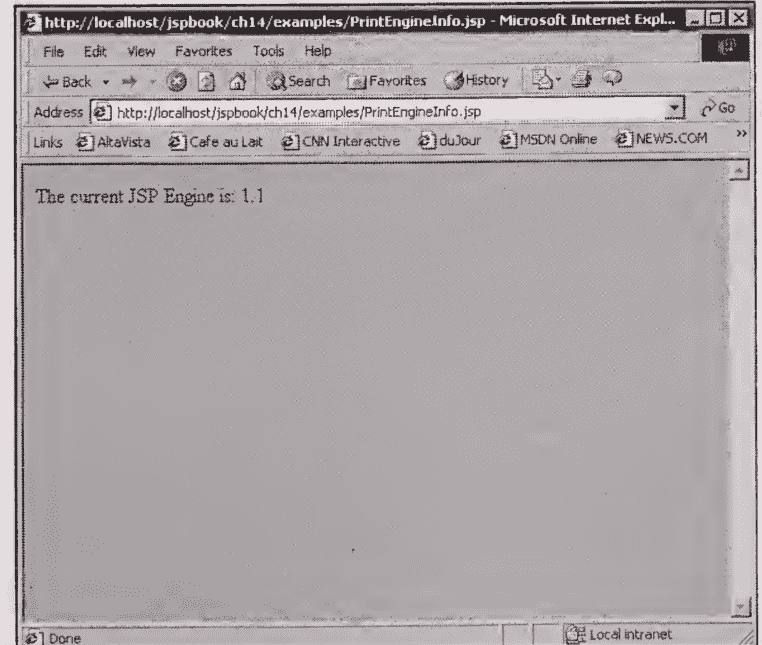 http://localhost/jspbook/ch14/examples/PrintEngineInfo.jsp - Microsoft Internet Expl...
File Edit View Favorites Tools Help
Back Search Favorites History
Address http://localhost/jspbook/ch14/examples/PrintEngineInfo.jsp Go
Links AltaVista Cafe au Lait CNN Interactive duJour MSDN Online NEWS.COM »
The current JSP Engine is: 1.1
Done Local intranet